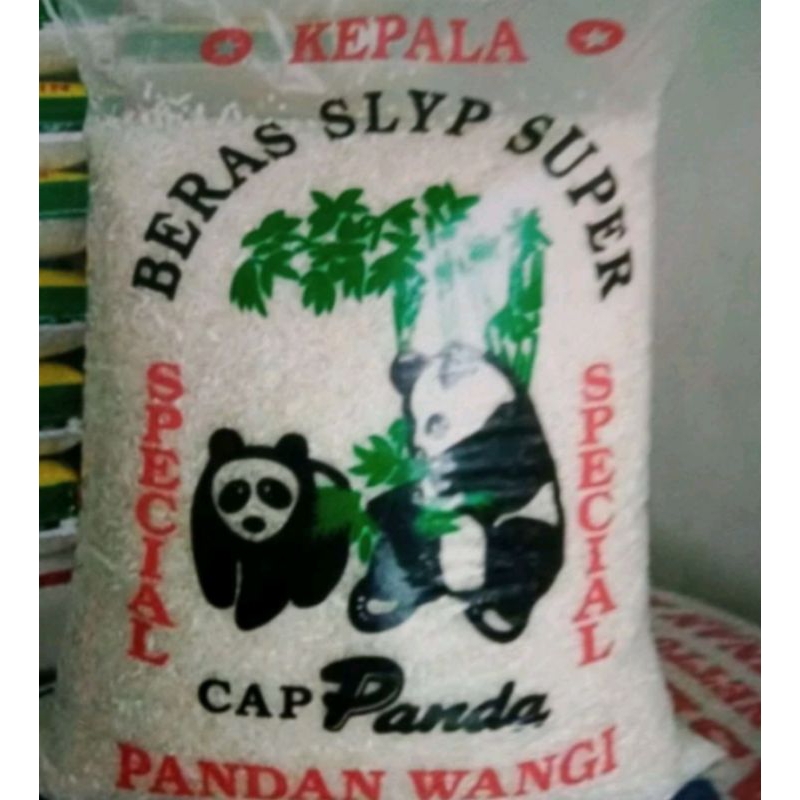 KEPALA
BERAS SLYP SUPER
SPECIAL
SPECIAL
CAP Panda
PANDAN WANGI